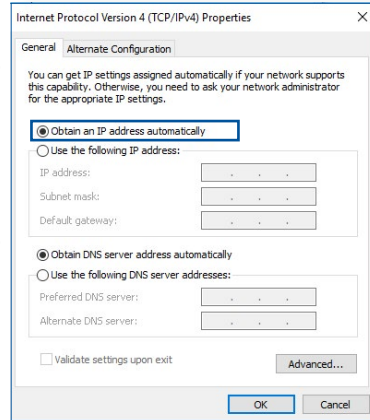 Internet Protocol Version 4 (TCP/IPv4) Properties
General
Alternate Configuration
You can get IP settings assigned automatically if your network supports
this capability. Otherwise, you need to ask your network administrator
for the appropriate IP settings.
Obtain an IP address automatically
Use the following IP address:
IP address:
Subnet mask:
Default gateway:
Obtain DNS server address automatically
Use the following DNS server addresses:
Preferred DNS server:
Alternate DNS server:
Validate settings upon exit
Advanced...
OK
Cancel